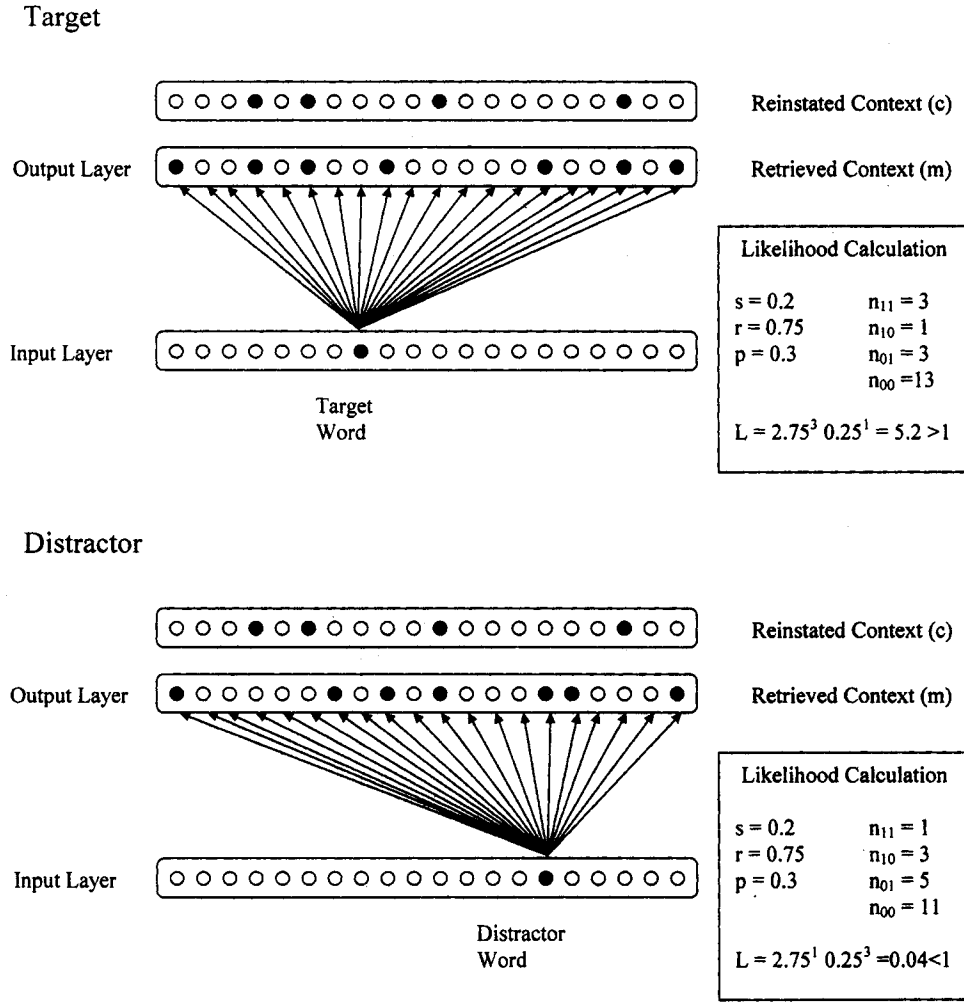 Target
Reinstated Context (c)
Output Layer
Retrieved Context (m)
Likelihood Calculation
s = 0.2 n₁₁ = 3
r = 0.75 n₁₀ = 1
p = 0.3 n₀₁ = 3
n₀₀ =13
L = 2.75³ 0.25¹ = 5.2 >1
Input Layer
Target
Word
Distractor
Reinstated Context (c)
Output Layer
Retrieved Context (m)
Likelihood Calculation
s = 0.2 n₁₁ = 1
r = 0.75 n₁₀ = 3
p = 0.3 n₀₁ = 5
n₀₀ = 11
L = 2.75¹ 0.25³ =0.04<1
Input Layer
Distractor
Word